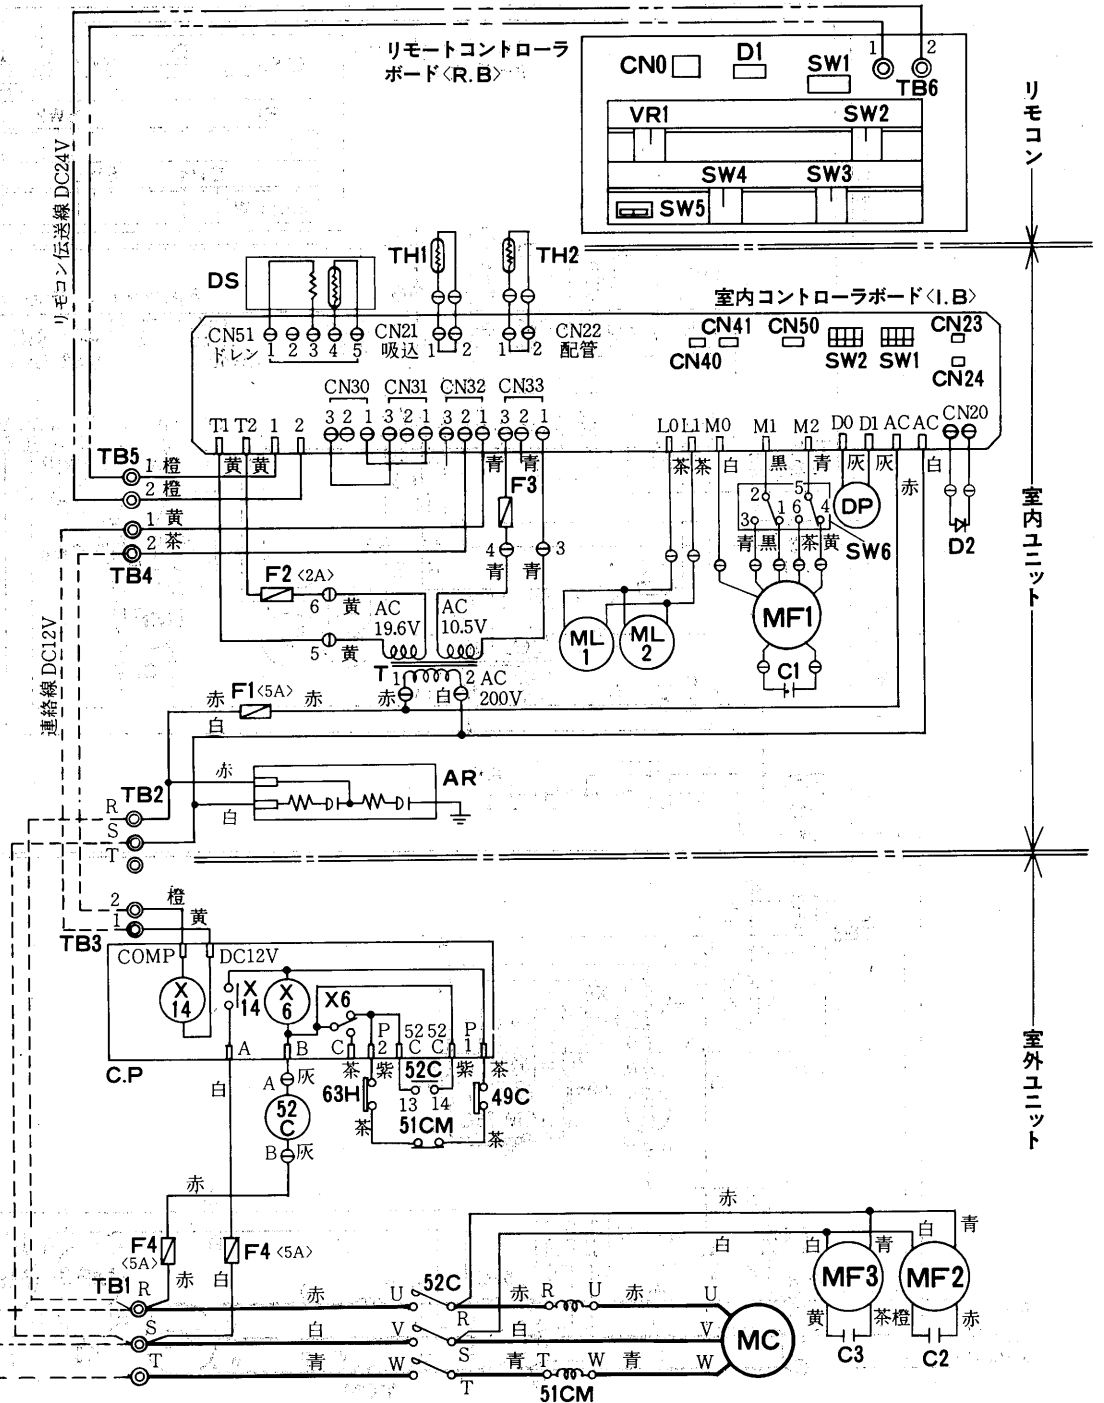 リモートコントローラ
ボード〈R.B〉
CN0
D1
SW1
1
2
TB6
VR1
SW2
SW4
SW3
SW5
リモコン
リモコン伝送線 DC24V
DS
TH1
TH2
室内コントローラボード〈I.B〉
CN51
ドレン
1 2 3 4 5
CN21
吸込
1 2
CN22
配管
1 2
CN41
CN40
CN50
SW2
SW1
CN23
CN24
CN30
CN31
CN32
CN33
3 2 1 3 2 1 3 2 1 3 2 1
T1 T2 1 2
L0 L1 M0 M1 M2 D0 D1 AC AC CN20
TB5
1 橙
2 橙
黄 黄
青 青
茶 茶 白 黒 青 灰 灰 赤 白
1 黄
2 茶
TB4
F3
4
3
青 青
2 1 5 6 4
3
DP
SW6
D2
青 黒 茶 黄
F2〈2A〉
6 黄
5 黄
AC
19.6V
AC
10.5V
ML
1
ML
2
MF1
C1
T
1
2
AC
200V
赤
白
室内ユニット
連絡線 DC12V
赤
F1〈5A〉
赤
白
赤
白
AR
TB2
R
S
T
2
1
橙
黄
TB3
COMP
DC12V
X
14
X
14
X
6
X6
A
B
C
P
2
52
C
52
C
P
1
C.P
白
A
灰
52
C
B
灰
茶 紫
63H
52C
13 14
紫 茶
49C
51CM
茶
茶
室外ユニット
赤
F4
〈5A〉
F4〈5A〉
赤
白
TB1
R
S
T
赤
白
青
U
V
W
52C
R
S
T
赤 R U 赤
白
青 T W 青
51CM
U
V
W
MC
赤
白
白
青
白
青
MF3
MF2
黄
茶
橙
赤
C3
C2